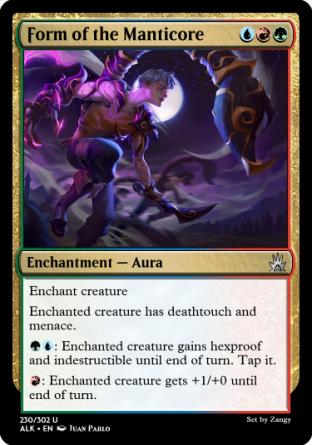 Form of the Manticore
Enchantment — Aura
Enchant creature
Enchanted creature has deathtouch and
menace.
: Enchanted creature gains hexproof
and indestructible until end of turn. Tap it.
: Enchanted creature gets +1/+0 until
end of turn.
230/302 U
Set by Zangy
ALK • EN Juan Pablo